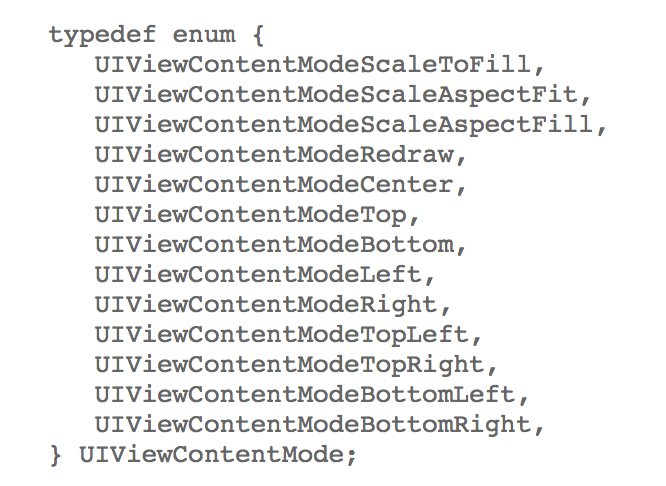 typedef enum {
UIViewContentModeScaleToFill,
UIViewContentModeScaleAspectFit,
UIViewContentModeScaleAspectFill,
UIViewContentModeRedraw,
UIViewContentModeCenter,
UIViewContentModeTop,
UIViewContentModeBottom,
UIViewContentModeLeft,
UIViewContentModeRight,
UIViewContentModeTopLeft,
UIViewContentModeTopRight,
UIViewContentModeBottomLeft,
UIViewContentModeBottomRight,
} UIViewContentMode;